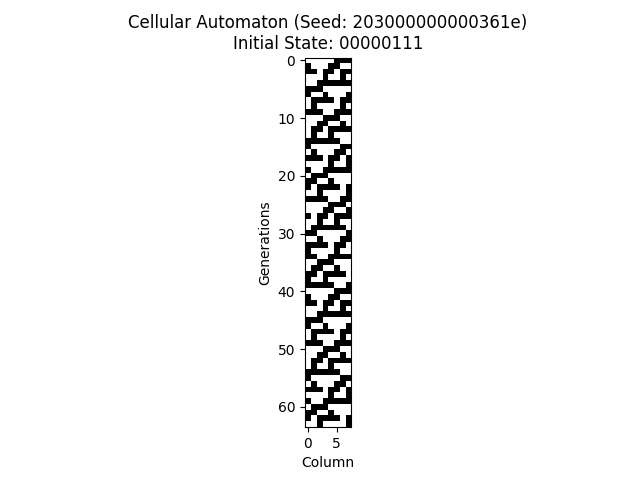 Cellular Automaton (Seed: 203000000000361e)
Initial State: 00000111
0
10
20
30
40
50
60
Generations
0 5
Column